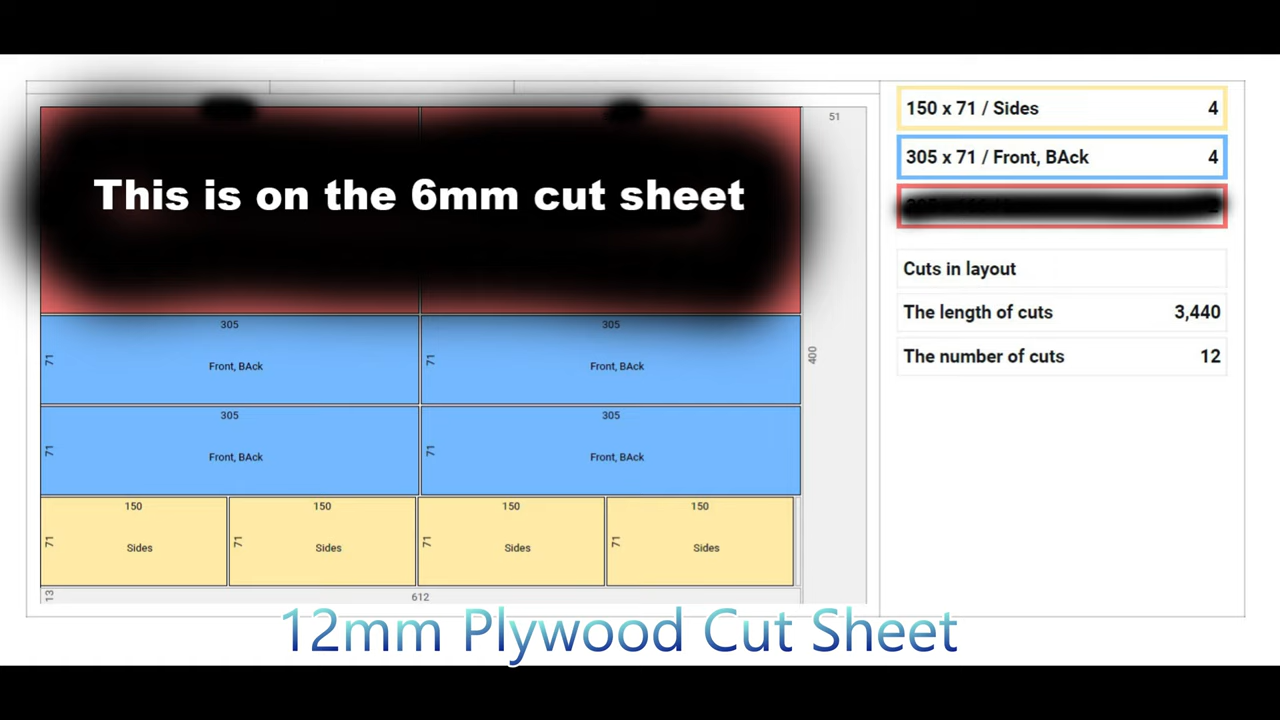 51
This is on the 6mm cut sheet
305
305
71
Front, BAck
71
Front, BAck
400
305
305
71
Front, BAck
71
Front, BAck
150
150
150
150
71
Sides
71
Sides
71
Sides
71
Sides
13
612
150 x 71 / Sides 4
305 x 71 / Front, BAck 4
Cuts in layout
The length of cuts 3,440
The number of cuts 12
12mm Plywood Cut Sheet